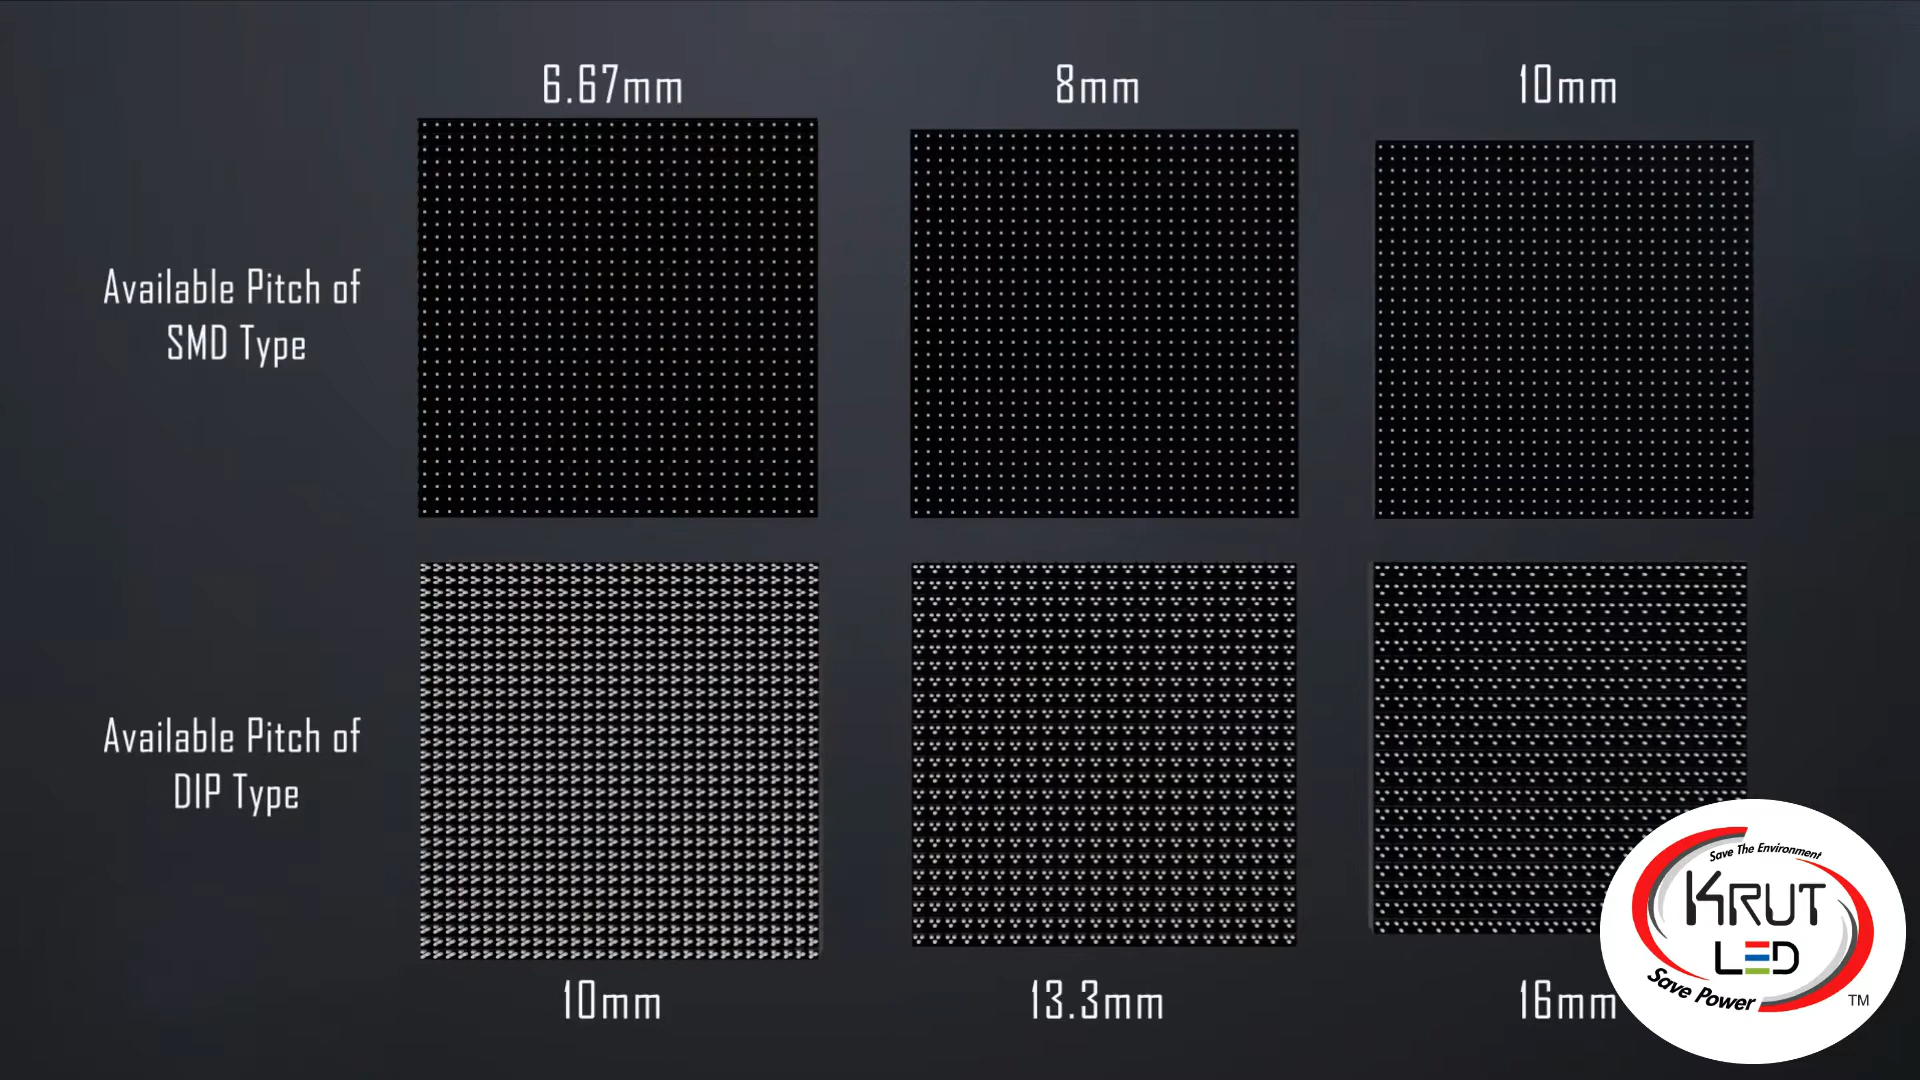 6.67mm
8mm
10mm
Available Pitch of
SMD Type
Available Pitch of
DIP Type
10mm
13.3mm
16mm
Save The Environment
KRUT
LED
Save Power
TM